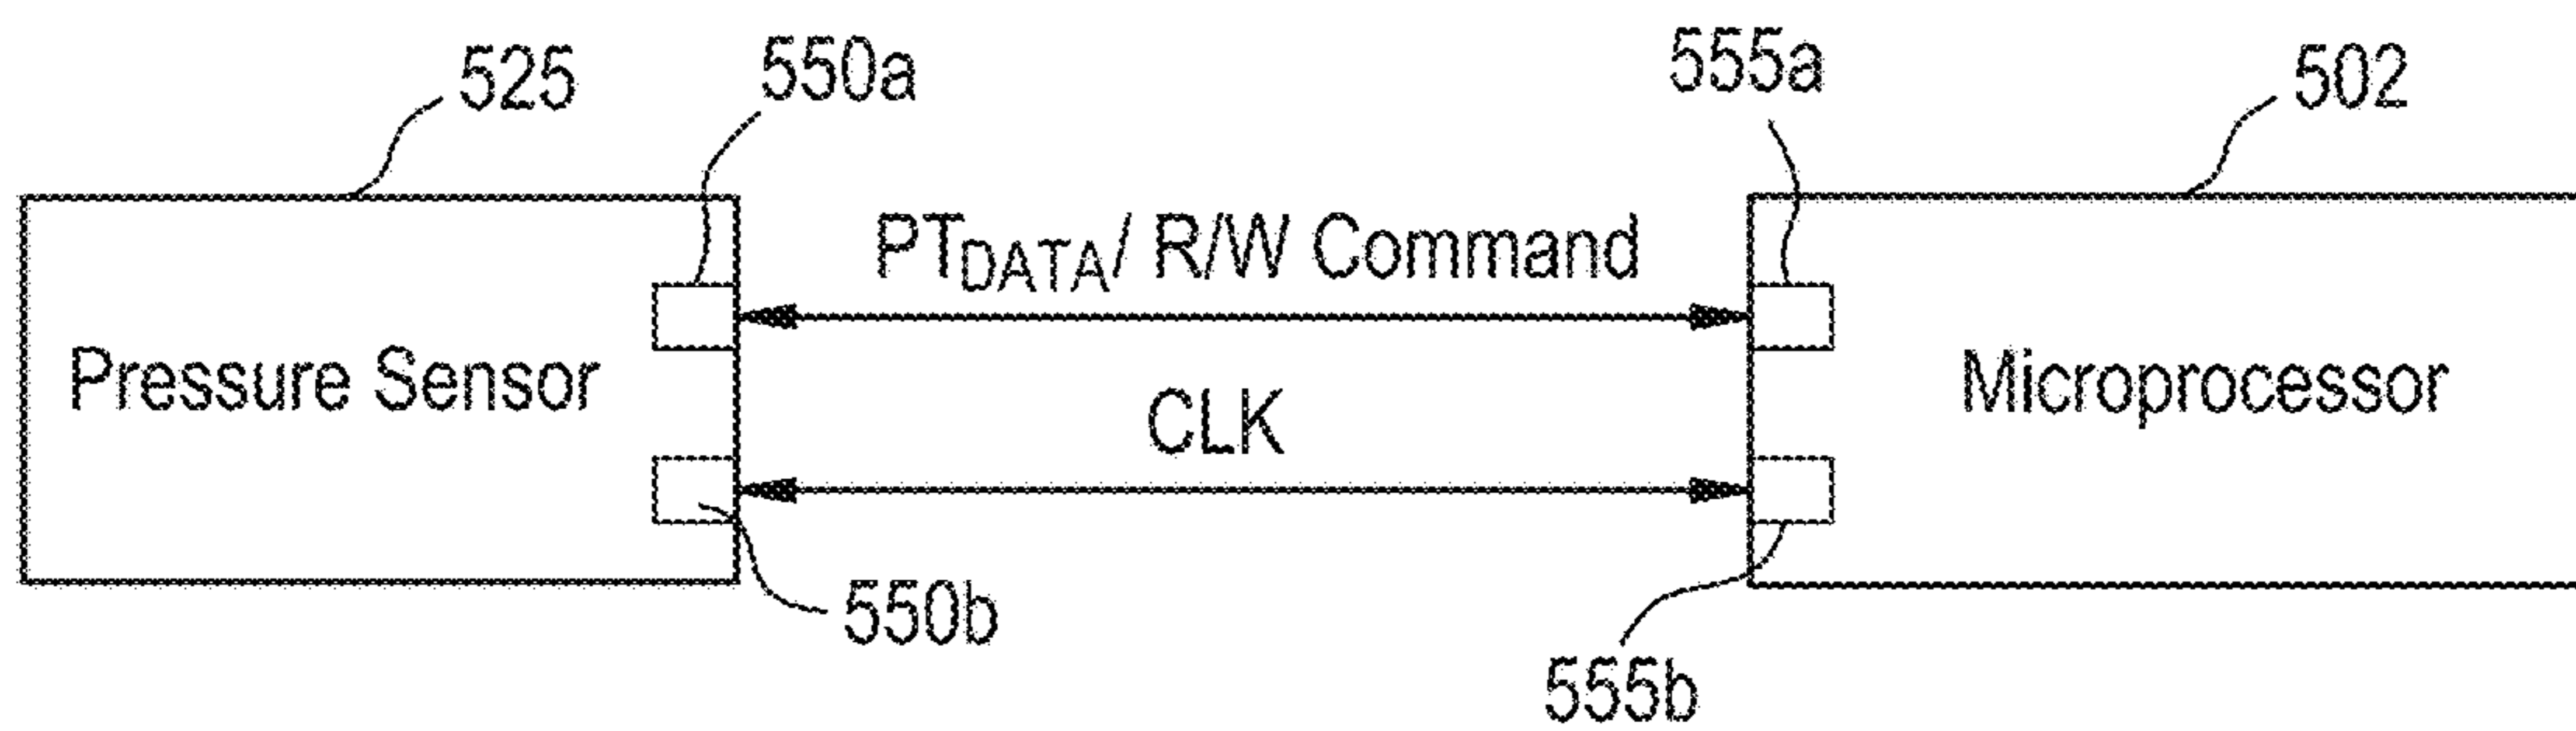 525
550a
555a
502
PTDATA/ R/W Command
Pressure Sensor
CLK
Microprocessor
550b
555b